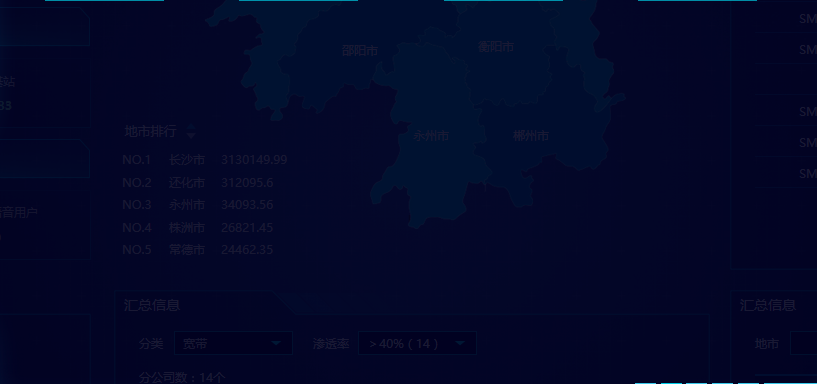 邵阳市
衡阳市
永州市
郴州市
地市排行
NO.1 长沙市 3130149.99
NO.2 还化市 312095.6
NO.3 永州市 34093.56
NO.4 株洲市 26821.45
NO.5 常德市 24462.35
站
33
音用户
SM
SM
SM
SM
SM
汇总信息
分类 宽带 渗透率 >40% ( 14 )
分公司数：14个
汇总信息
地市